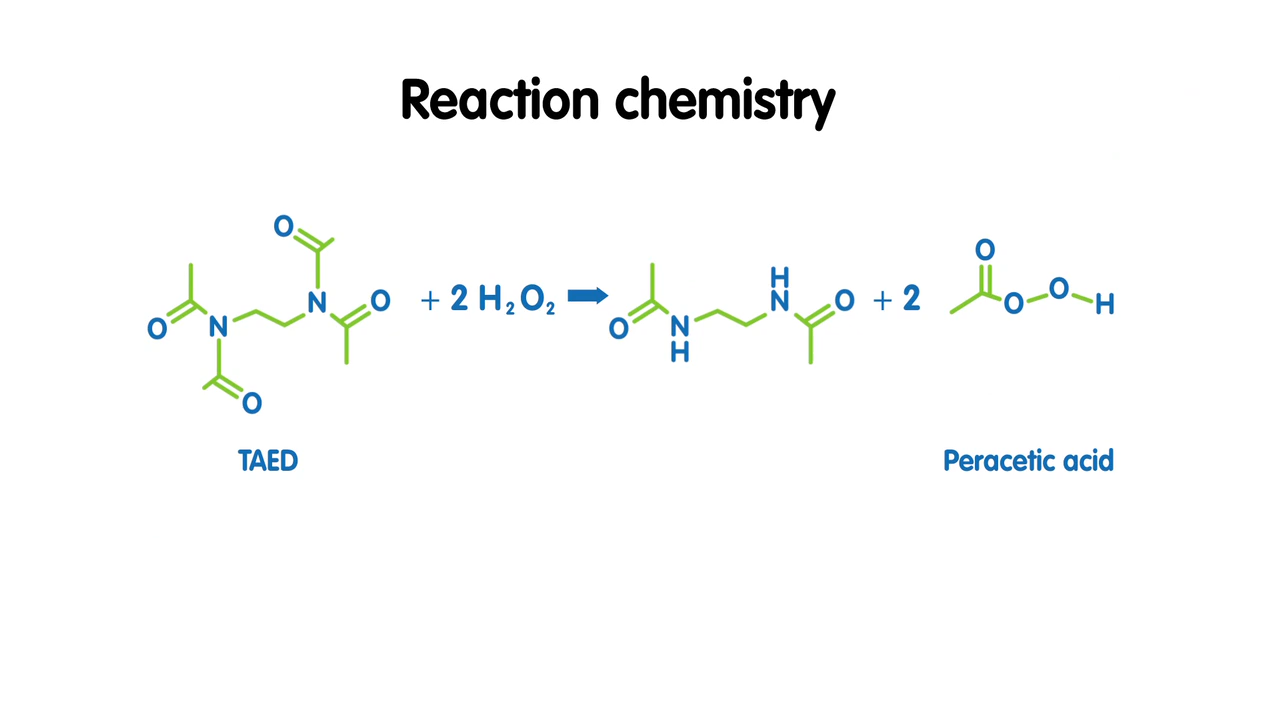 Reaction chemistry
O O N N O O + 2 H₂O₂ O N H H N O + 2 O O O H
TAED Peracetic acid